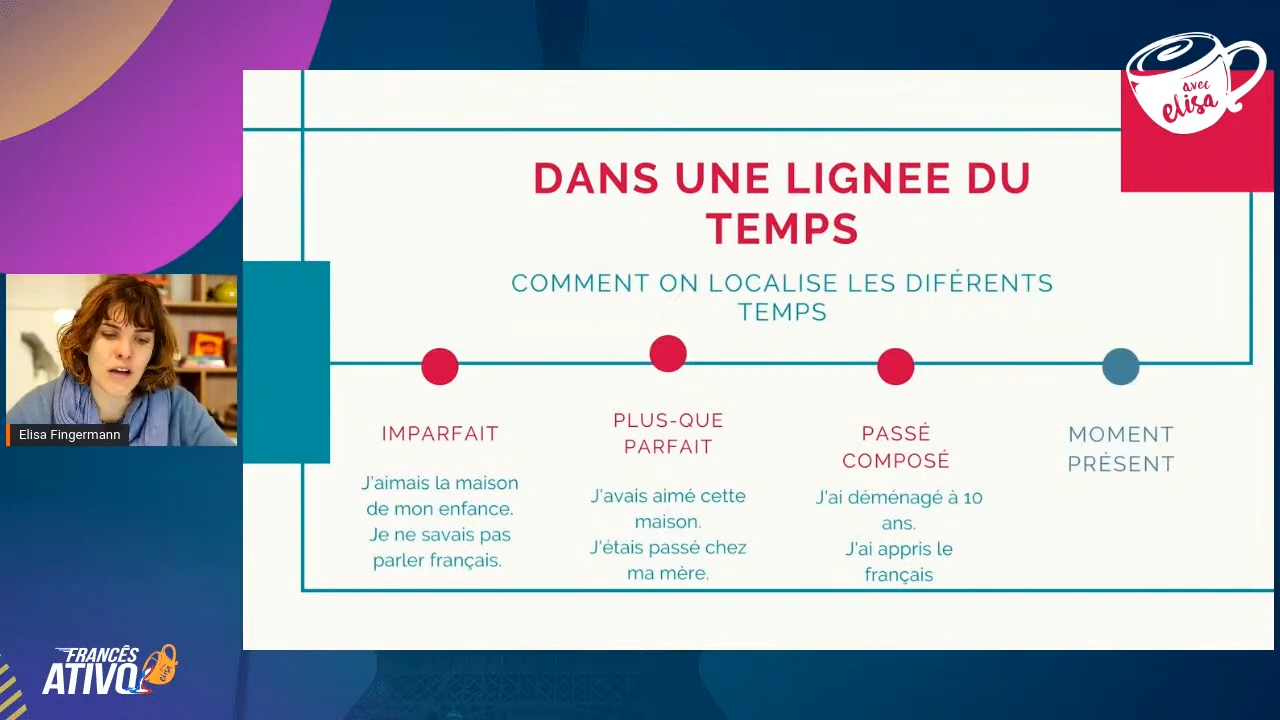 avec
elisa
DANS UNE LIGNEE DU
TEMPS
COMMENT ON LOCALISE LES DIFÉRENTS
TEMPS
IMPARFAIT
J'aimais la maison
de mon enfance.
Je ne savais pas
parler français.
PLUS-QUE
PARFAIT
J'avais aimé cette
maison.
J'étais passé chez
ma mère.
PASSÉ
COMPOSÉ
J'ai déménagé à 10
ans.
J'ai appris le
français
MOMENT
PRÉSENT
Elisa Fingermann
FRANCÊS
ATIVO
elisa